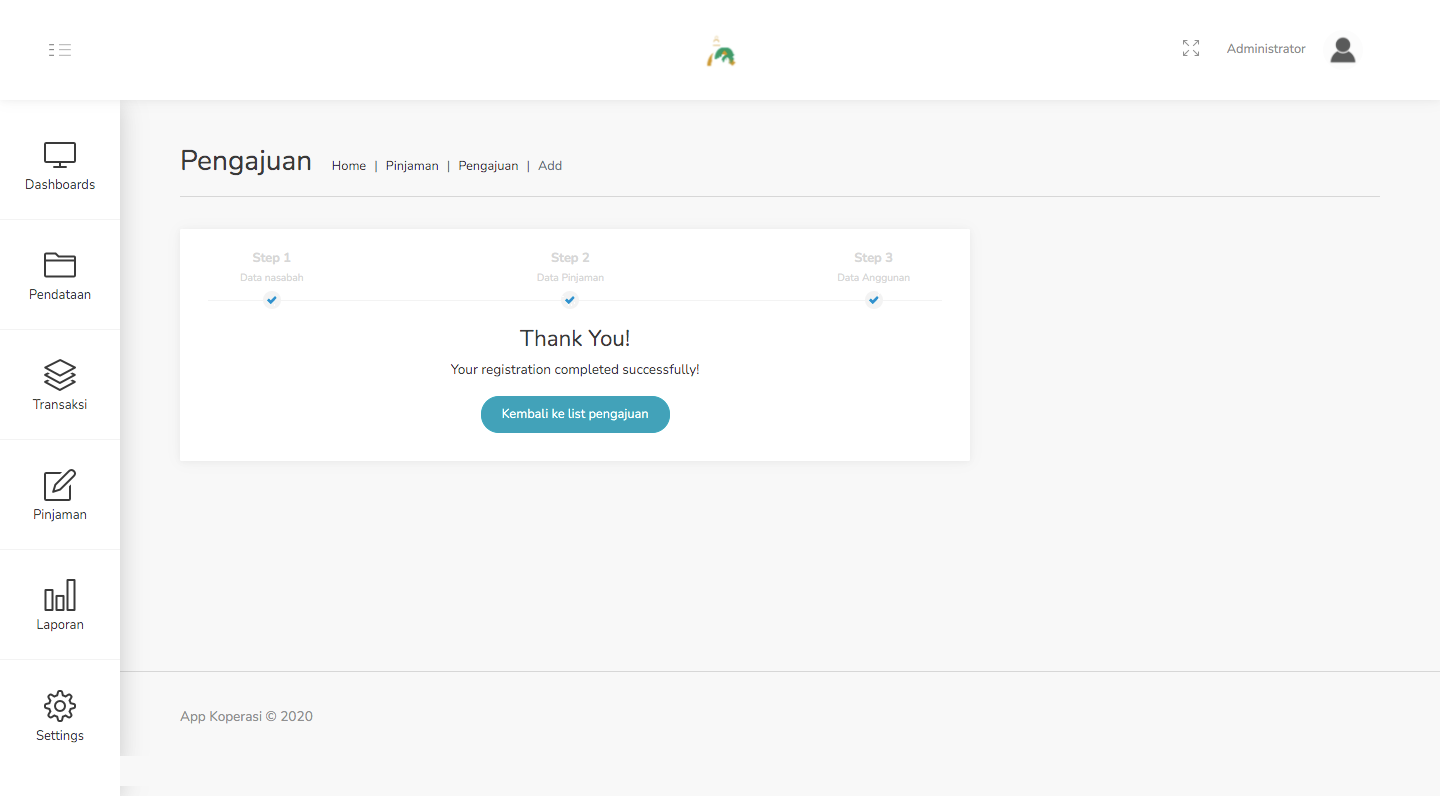 Administrator
Dashboards
Pendataan
Transaksi
Pinjaman
Laporan
Settings
Pengajuan
Home | Pinjaman | Pengajuan | Add
Step 1
Data nasabah
Step 2
Data Pinjaman
Step 3
Data Anggunan
Thank You!
Your registration completed successfully!
Kembali ke list pengajuan
App Koperasi © 2020